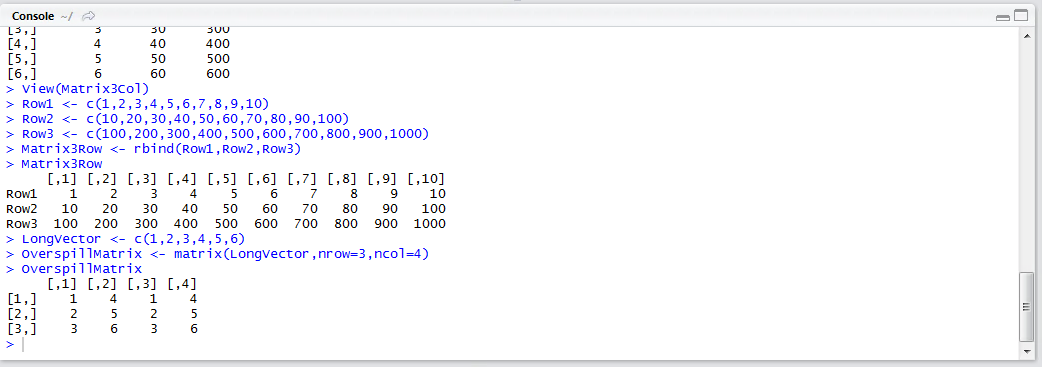 Console ~/
[3,] 3 30 300
[4,] 4 40 400
[5,] 5 50 500
[6,] 6 60 600
> View(Matrix3Col)
> Row1 <- c(1,2,3,4,5,6,7,8,9,10)
> Row2 <- c(10,20,30,40,50,60,70,80,90,100)
> Row3 <- c(100,200,300,400,500,600,700,800,900,1000)
> Matrix3Row <- rbind(Row1,Row2,Row3)
> Matrix3Row
[,1] [,2] [,3] [,4] [,5] [,6] [,7] [,8] [,9] [,10]
Row1 1 2 3 4 5 6 7 8 9 10
Row2 10 20 30 40 50 60 70 80 90 100
Row3 100 200 300 400 500 600 700 800 900 1000
> LongVector <- c(1,2,3,4,5,6)
> OverspillMatrix <- matrix(LongVector,nrow=3,ncol=4)
> OverspillMatrix
[,1] [,2] [,3] [,4]
[1,] 1 4 1 4
[2,] 2 5 2 5
[3,] 3 6 3 6
>